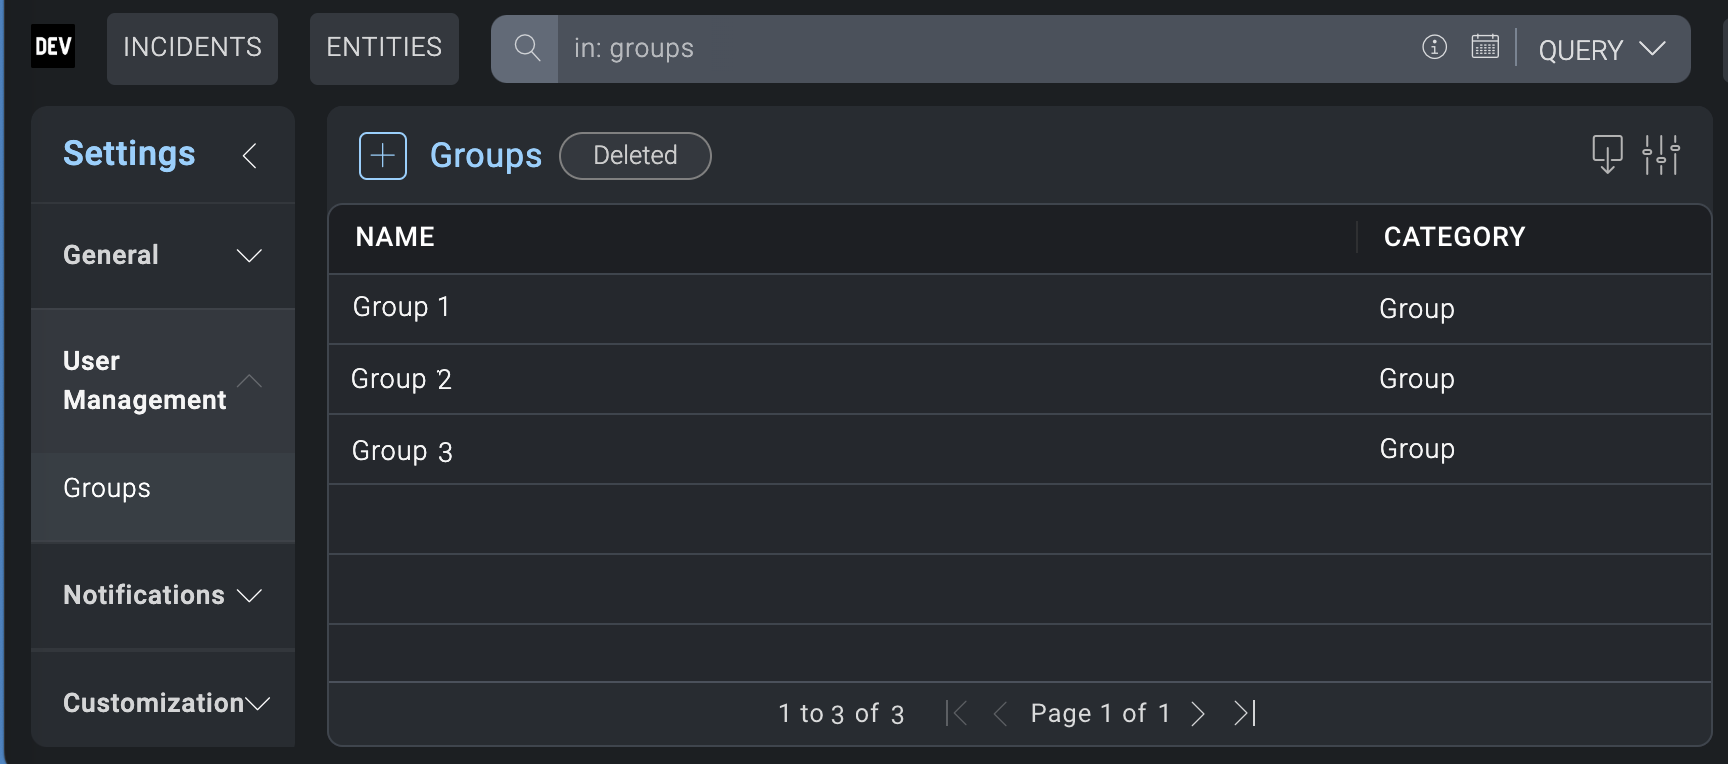 DEV INCIDENTS ENTITIES in: groups QUERY
Settings
Groups Deleted
NAME CATEGORY
General
Group 1 Group
User
Management
Group 2 Group
Group 3 Group
Groups
Notifications
Customization
1 to 3 of 3 Page 1 of 1